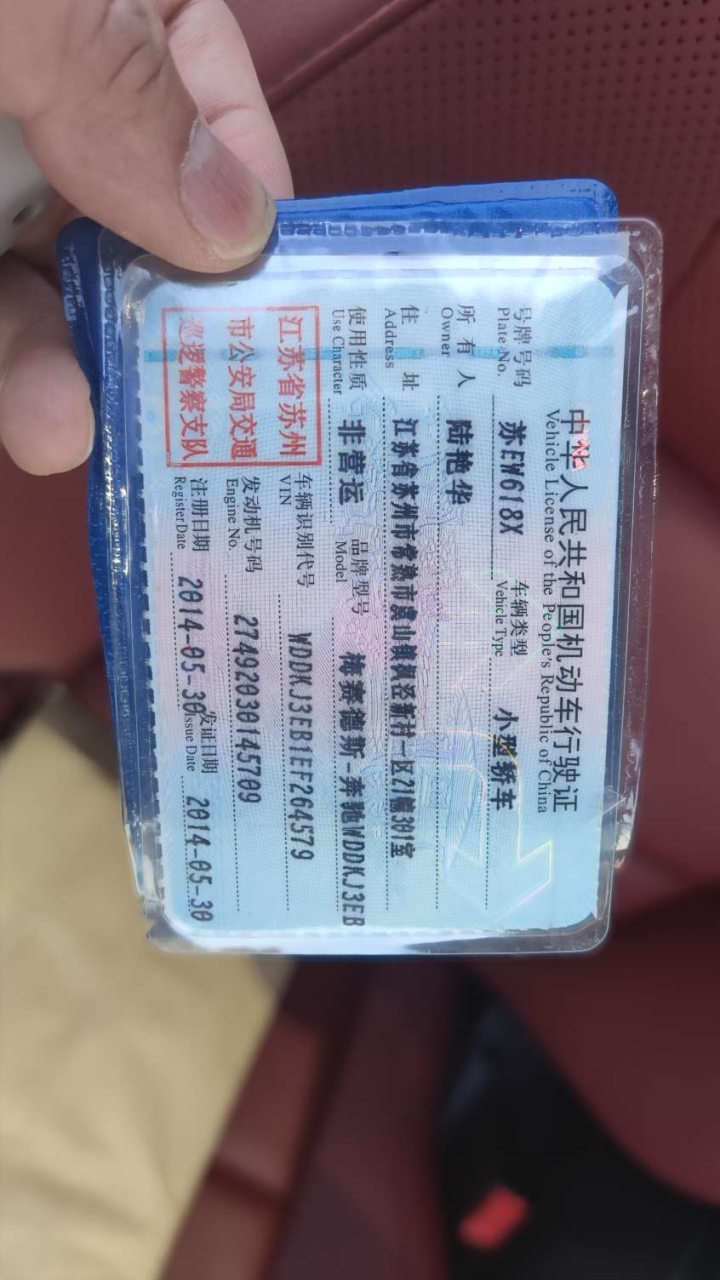 中华人民共和国机动车行驶证
Vehicle License of the People's Republic of China
号牌号码 苏EW618X 车辆类型 小型轿车
Plate No. Vehicle Type
所有人 陆艳华
Owner
住址 江苏省苏州市常熟市虞山镇枫泾新村一区21幢301室
Address
使用性质 非营运 品牌型号 梅赛德斯-奔驰WDDKJ3EB
Use Character Model
江苏省苏州
市公安局交通
巡逻警察支队
车辆识别代号 WDDKJ3EB1EF264579
VIN
发动机号码 27492030145709
Engine No.
注册日期 2014-05-30 发证日期 2014-05-30
Register Date Issue Date